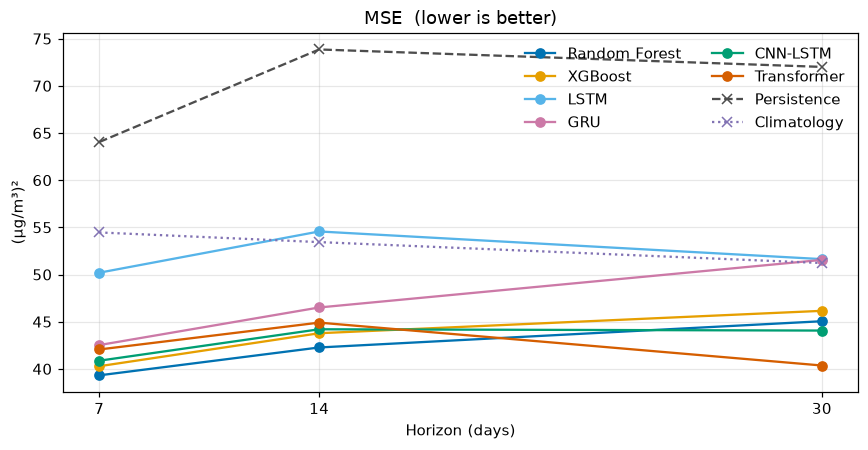 MSE  (lower is better)
75
70
65
60
55
50
45
40
(µg/m³)²
Random Forest
XGBoost
LSTM
GRU
CNN-LSTM
Transformer
Persistence
Climatology
7
14
30
Horizon (days)